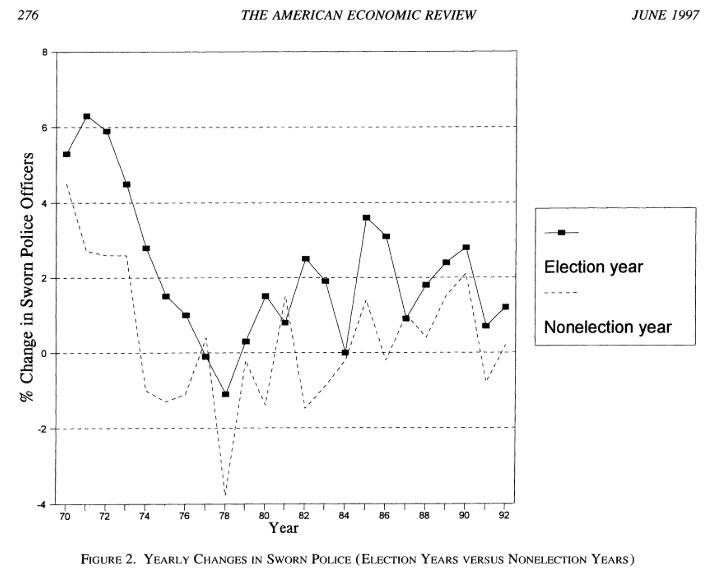 276 THE AMERICAN ECONOMIC REVIEW JUNE 1997
8
6
4
2
0
-2
-4
% Change in Sworn Police Officers
70 72 74 76 78 80 82 84 86 88 90 92
Year
Election year
Nonelection year
FIGURE 2. YEARLY CHANGES IN SWORN POLICE (ELECTION YEARS VERSUS NONELECTION YEARS)